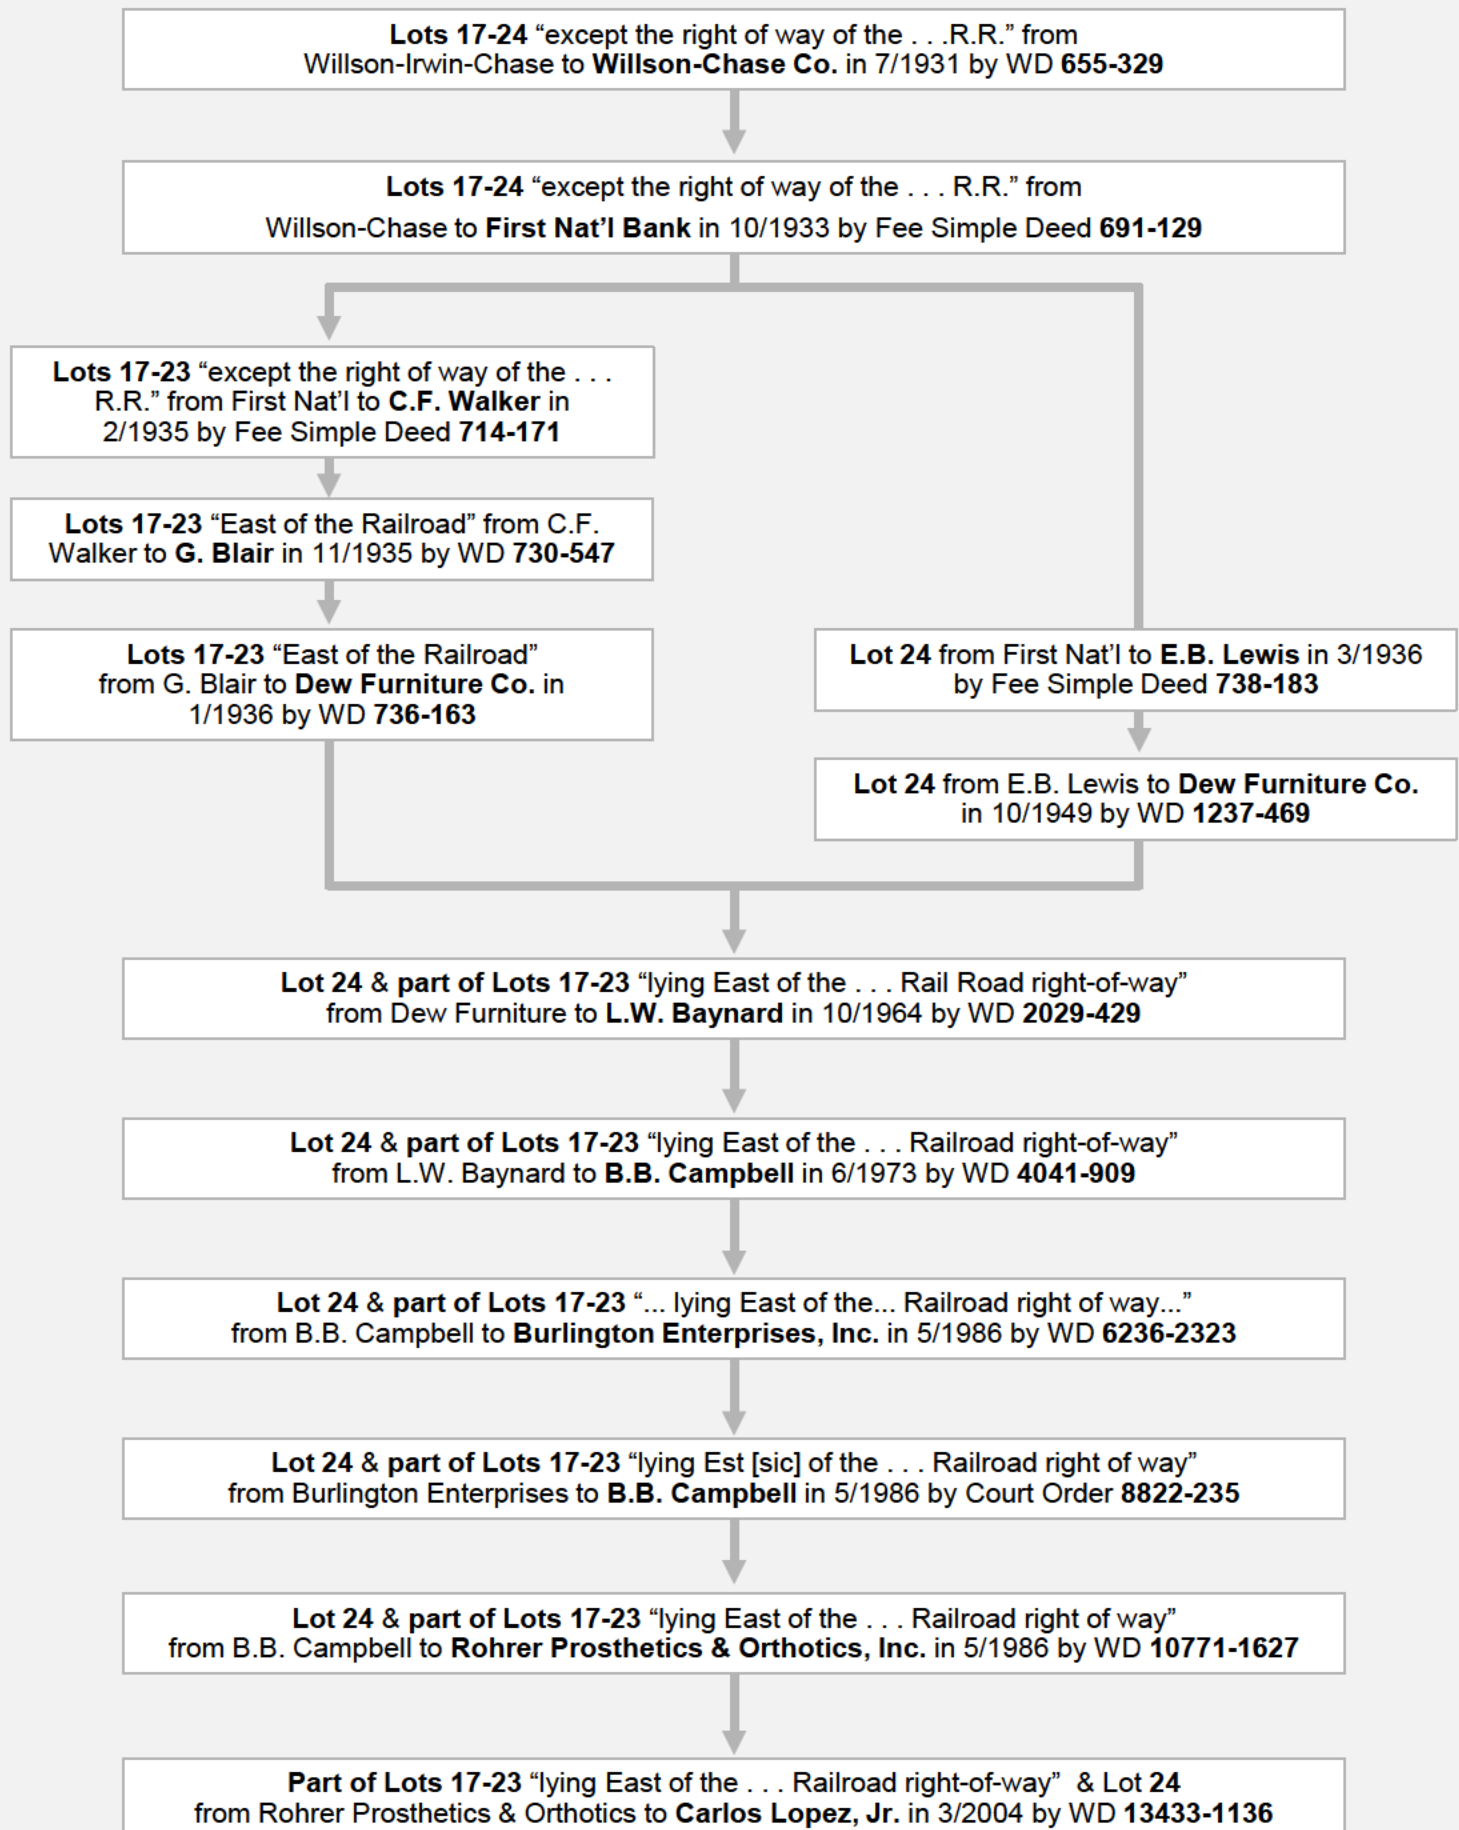 Lots 17-24 “except the right of way of the . . .R.R.” from
Willson-Irwin-Chase to Willson-Chase Co. in 7/1931 by WD 655-329
Lots 17-24 “except the right of way of the . . . R.R.” from
Willson-Chase to First Nat’l Bank in 10/1933 by Fee Simple Deed 691-129
Lots 17-23 “except the right of way of the . . .
R.R.” from First Nat’l to C.F. Walker in
2/1935 by Fee Simple Deed 714-171
Lots 17-23 “East of the Railroad” from C.F.
Walker to G. Blair in 11/1935 by WD 730-547
Lots 17-23 “East of the Railroad”
from G. Blair to Dew Furniture Co. in
1/1936 by WD 736-163
Lot 24 from First Nat’l to E.B. Lewis in 3/1936
by Fee Simple Deed 738-183
Lot 24 from E.B. Lewis to Dew Furniture Co.
in 10/1949 by WD 1237-469
Lot 24 & part of Lots 17-23 “lying East of the . . . Rail Road right-of-way”
from Dew Furniture to L.W. Baynard in 10/1964 by WD 2029-429
Lot 24 & part of Lots 17-23 “lying East of the . . . Railroad right-of-way”
from L.W. Baynard to B.B. Campbell in 6/1973 by WD 4041-909
Lot 24 & part of Lots 17-23 “... lying East of the... Railroad right of way...”
from B.B. Campbell to Burlington Enterprises, Inc. in 5/1986 by WD 6236-2323
Lot 24 & part of Lots 17-23 “lying Est [sic] of the . . . Railroad right of way”
from Burlington Enterprises to B.B. Campbell in 5/1986 by Court Order 8822-235
Lot 24 & part of Lots 17-23 “lying East of the . . . Railroad right of way”
from B.B. Campbell to Rohrer Prosthetics & Orthotics, Inc. in 5/1986 by WD 10771-1627
Part of Lots 17-23 “lying East of the . . . Railroad right-of-way” & Lot 24
from Rohrer Prosthetics & Orthotics to Carlos Lopez, Jr. in 3/2004 by WD 13433-1136